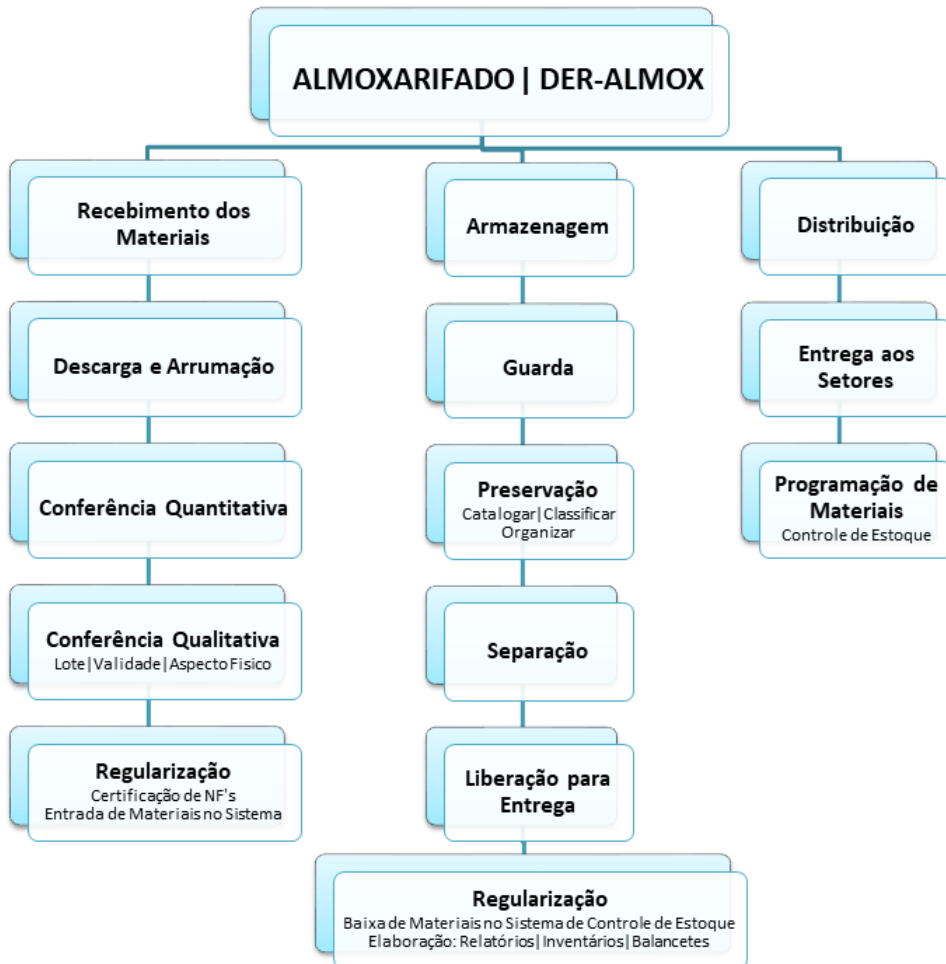 ALMOXARIFADO | DER-ALMOX
Recebimento dos
Materiais
Descarga e Arrumação
Conferência Quantitativa
Conferência Qualitativa
Lote|Validade|Aspecto Fisico
Regularização
Certificação de NF's
Entrada de Materiais no Sistema
Armazenagem
Guarda
Preservação
Catalogar|Classificar
Organizar
Separação
Liberação para
Entrega
Regularização
Baixa de Materiais no Sistema de Controle de Estoque
Elaboração: Relatórios|Inventários|Balancetes
Distribuição
Entrega aos
Setores
Programação de
Materiais
Controle de Estoque